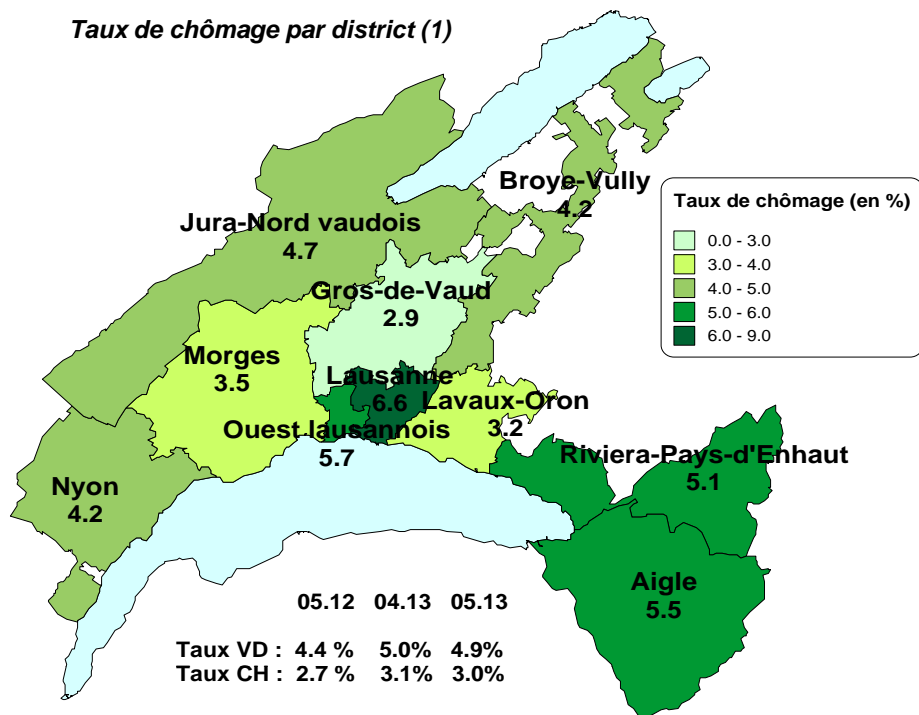 Taux de chômage par district (1)
Broye-Vully
4.2
Jura-Nord vaudois
4.7
Taux de chômage (en %)
0.0 - 3.0
3.0 - 4.0
4.0 - 5.0
5.0 - 6.0
6.0 - 9.0
Gros-de-Vaud
2.9
Morges
3.5
Lausanne
6.6
Lavaux-Oron
3.2
Ouest lausannois
5.7
Riviera-Pays-d'Enhaut
5.1
Nyon
4.2
Aigle
5.5
05.12 04.13 05.13
Taux VD : 4.4 % 5.0% 4.9%
Taux CH : 2.7 % 3.1% 3.0%